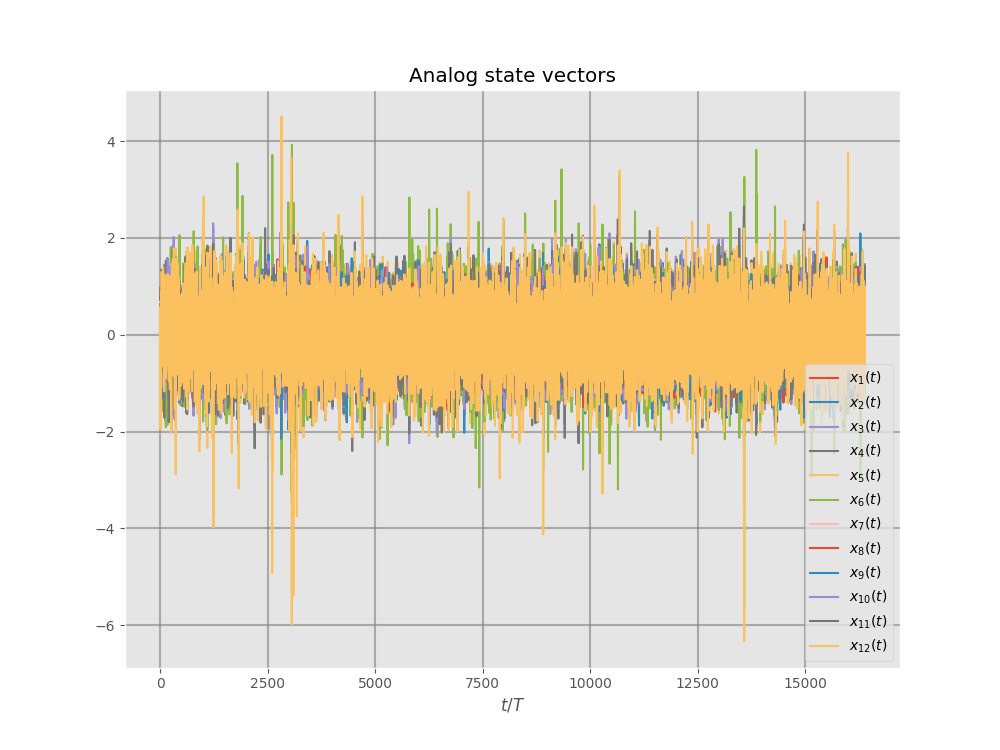 Analog state vectors
4
2
0
−2
−4
−6
0 2500 5000 7500 10000 12500 15000
t/T
x₁(t)
x₂(t)
x₃(t)
x₄(t)
x₅(t)
x₆(t)
x₇(t)
x₈(t)
x₉(t)
x₁₀(t)
x₁₁(t)
x₁₂(t)